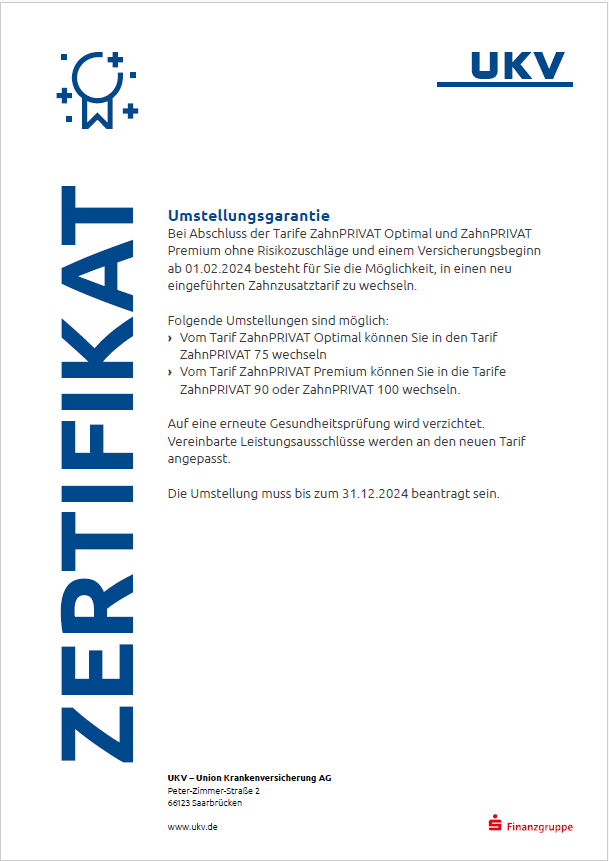 UKV
ZERTIFIKAT
Umstellungsgarantie
Bei Abschluss der Tarife ZahnPRIVAT Optimal und ZahnPRIVAT
Premium ohne Risikozuschläge und einem Versicherungsbeginn
ab 01.02.2024 besteht für Sie die Möglichkeit, in einen neu
eingeführten Zahnzusatztarif zu wechseln.
Folgende Umstellungen sind möglich:
› Vom Tarif ZahnPRIVAT Optimal können Sie in den Tarif
ZahnPRIVAT 75 wechseln
› Vom Tarif ZahnPRIVAT Premium können Sie in die Tarife
ZahnPRIVAT 90 oder ZahnPRIVAT 100 wechseln.
Auf eine erneute Gesundheitsprüfung wird verzichtet.
Vereinbarte Leistungsausschlüsse werden an den neuen Tarif
angepasst.
Die Umstellung muss bis zum 31.12.2024 beantragt sein.
UKV – Union Krankenversicherung AG
Peter-Zimmer-Straße 2
66123 Saarbrücken
www.ukv.de
Finanzgruppe